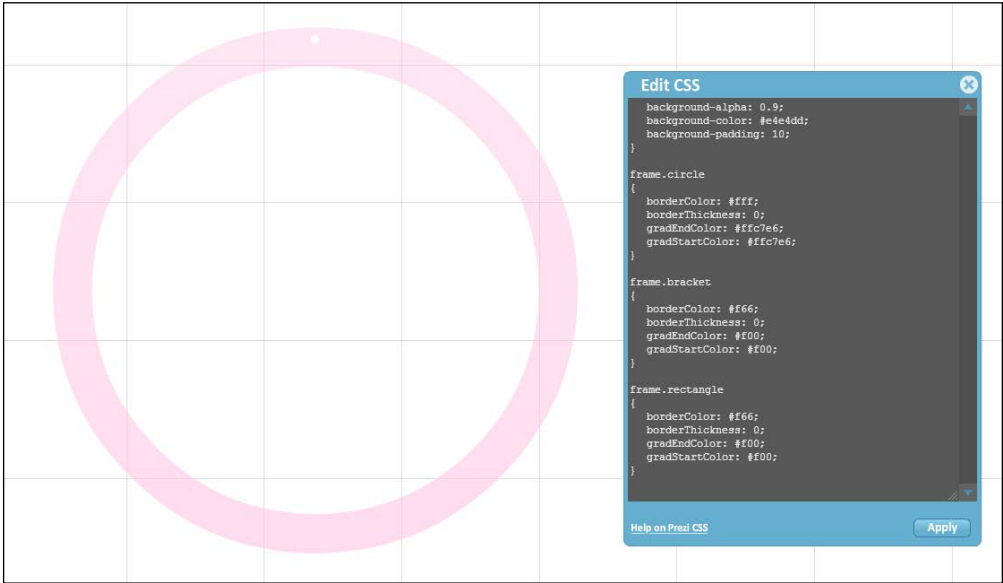 Edit CSS
background-alpha: 0.9;
background-color: #e4e4dd;
background-padding: 10;
}
frame.circle
{
borderColor: #fff;
borderThickness: 0;
gradEndColor: #ffc7e6;
gradStartColor: #ffc7e6;
}
frame.bracket
{
borderColor: #f66;
borderThickness: 0;
gradEndColor: #f00;
gradStartColor: #f00;
}
frame.rectangle
{
borderColor: #f66;
borderThickness: 0;
gradEndColor: #f00;
gradStartColor: #f00;
}
Help on Prezi CSS
Apply